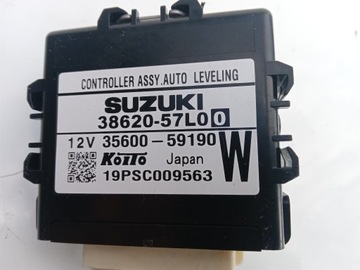 CONTROLLER ASSY.AUTO LEVELING
SUZUKI
38620-57L00
12V 35600-59190
KOITO Japan W
19PSC009563